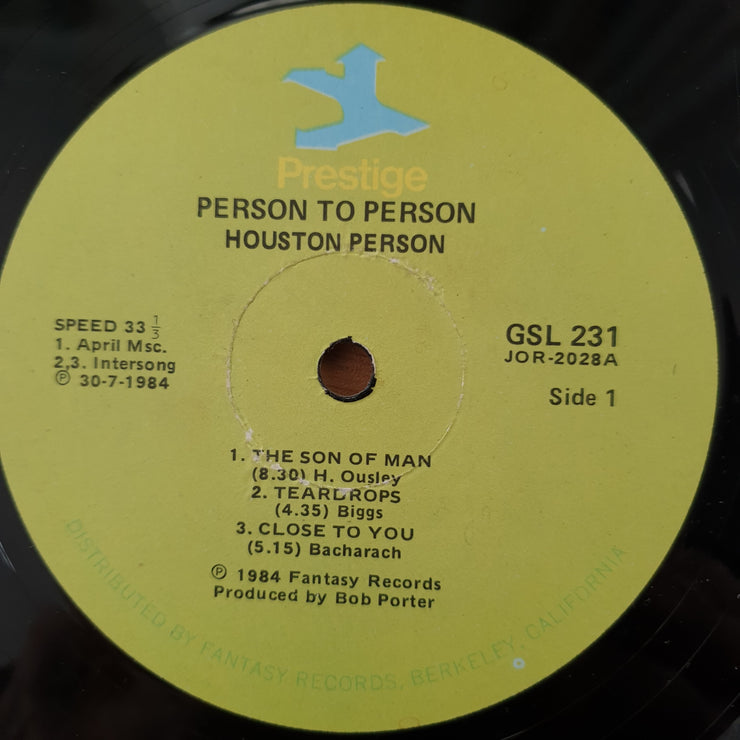 Prestige
PERSON TO PERSON
HOUSTON PERSON
SPEED 33 1/3
1. April Msc.
2,3. Intersong
℗ 30-7-1984
GSL 231
JOR-2028A
Side 1
1. THE SON OF MAN
(8.30) H. Ousley
2. TEARDROPS
(4.35) Biggs
3. CLOSE TO YOU
(5.15) Bacharach
℗ 1984 Fantasy Records
Produced by Bob Porter
DISTRIBUTED BY FANTASY RECORDS, BERKELEY, CALIFORNIA